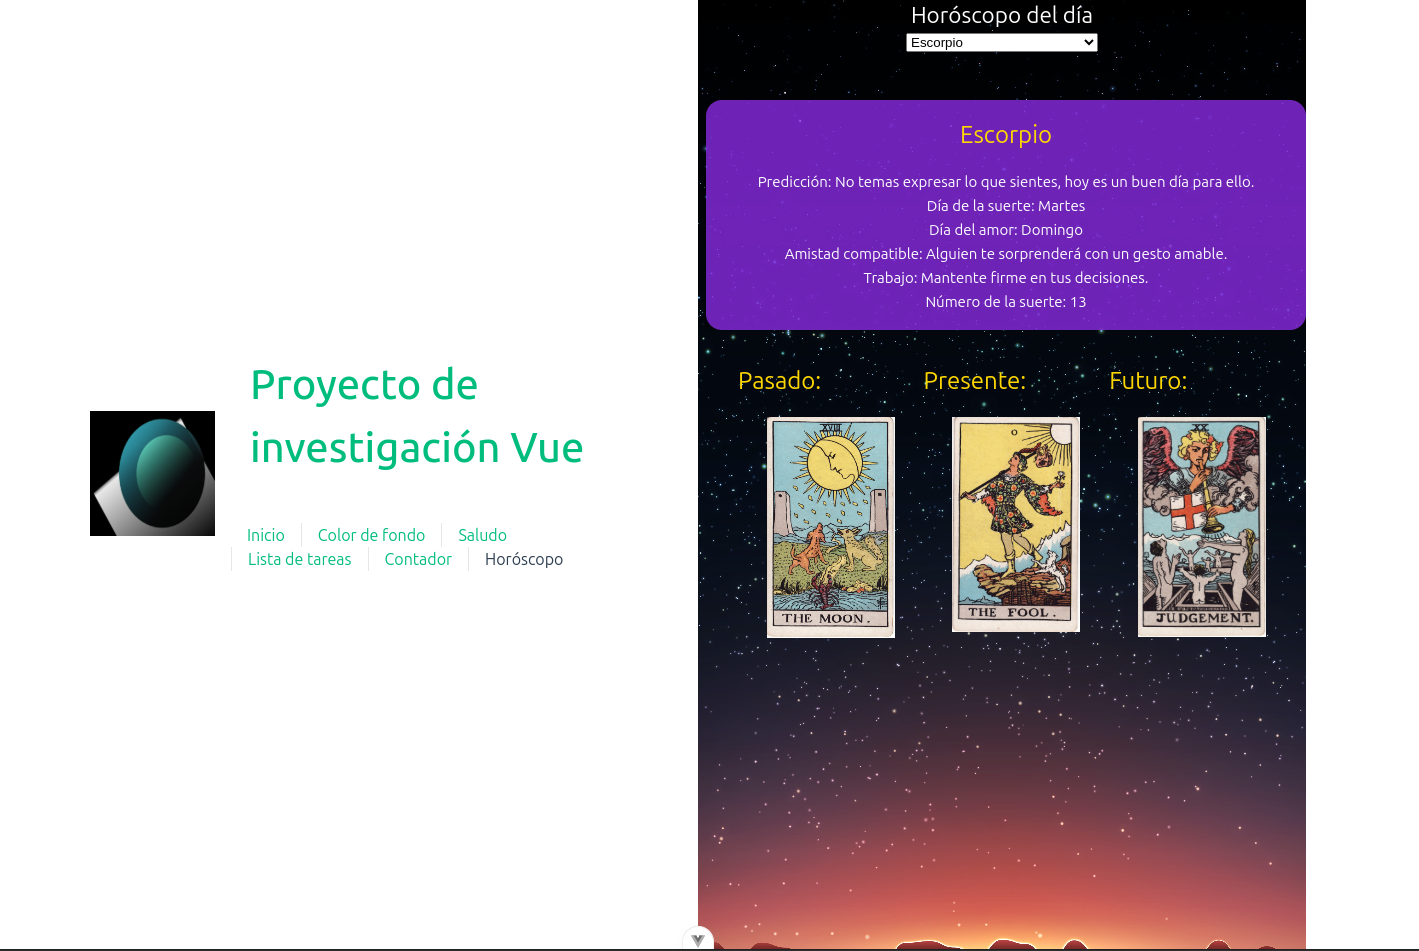 Proyecto de
investigación Vue
Inicio
Color de fondo
Saludo
Lista de tareas
Contador
Horóscopo
Horóscopo del día
Escorpio
Escorpio
Predicción: No temas expresar lo que sientes, hoy es un buen día para ello.
Día de la suerte: Martes
Día del amor: Domingo
Amistad compatible: Alguien te sorprenderá con un gesto amable.
Trabajo: Mantente firme en tus decisiones.
Número de la suerte: 13
Pasado:
Presente:
Futuro:
XVIII
THE MOON.
O
THE FOOL.
XX
JUDGEMENT.